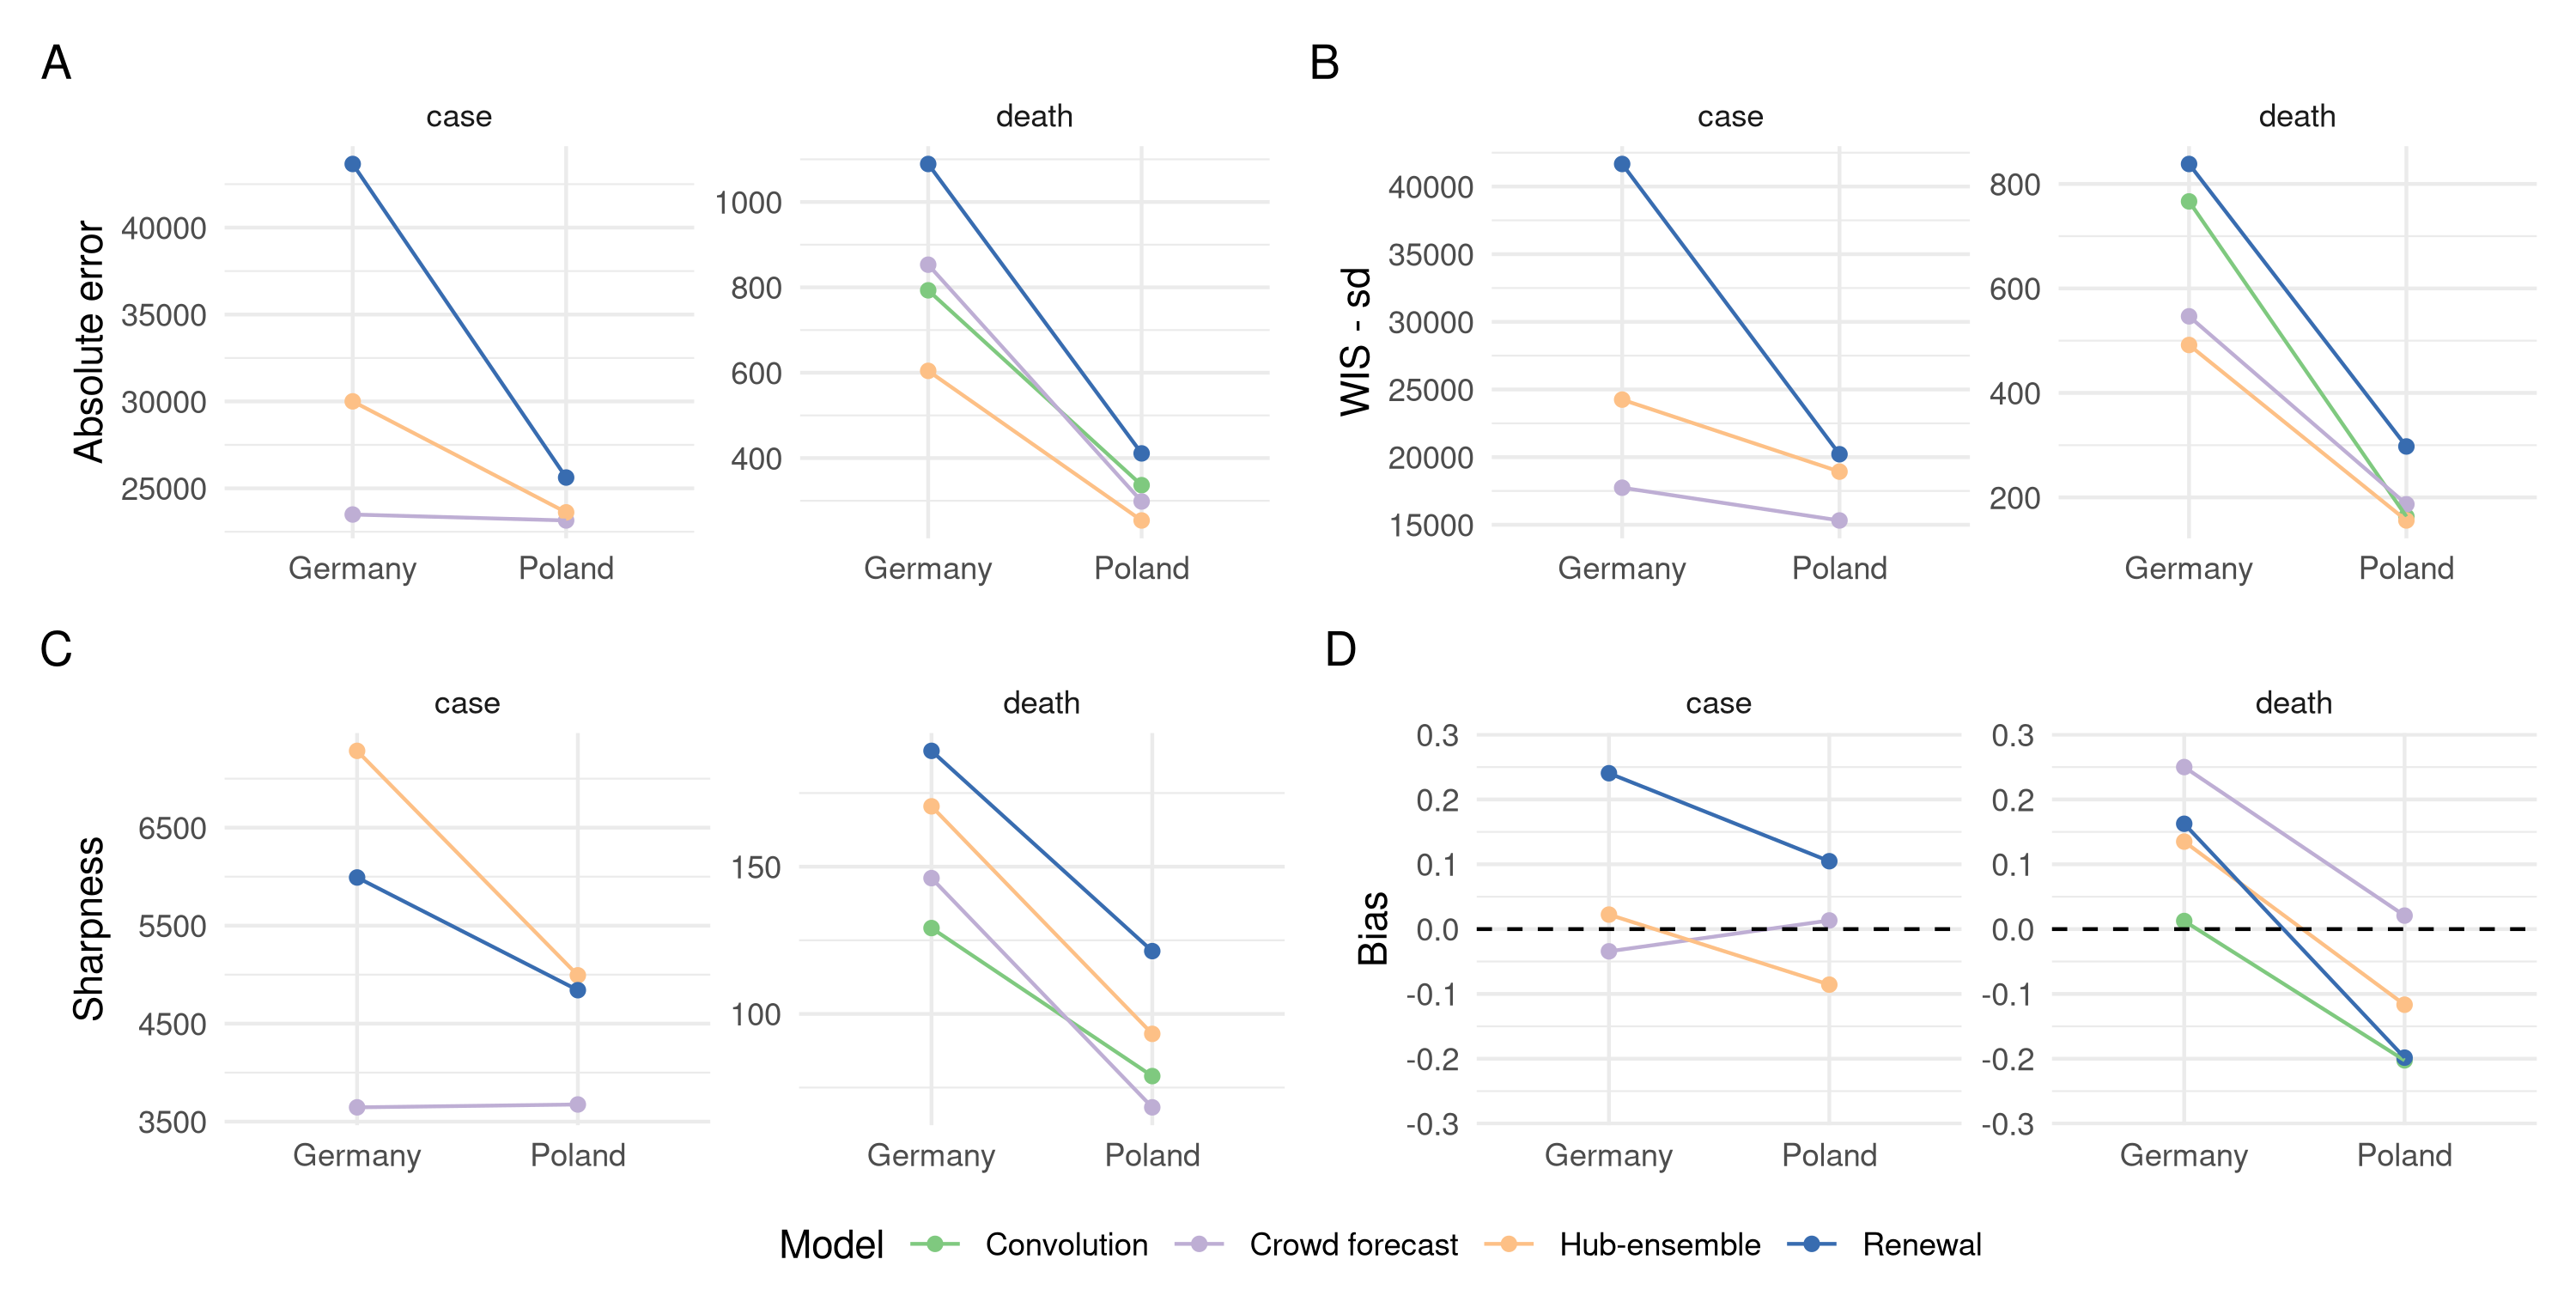 A
case
death
Absolute error
40000
35000
30000
25000
1000
800
600
400
Germany
Poland
Germany
Poland
B
case
death
WIS - sd
40000
35000
30000
25000
20000
15000
800
600
400
200
Germany
Poland
Germany
Poland
C
case
death
Sharpness
6500
5500
4500
3500
150
100
Germany
Poland
Germany
Poland
D
case
death
Bias
0.3
0.2
0.1
0.0
-0.1
-0.2
-0.3
0.3
0.2
0.1
0.0
-0.1
-0.2
-0.3
Germany
Poland
Germany
Poland
Model Convolution Crowd forecast Hub-ensemble Renewal